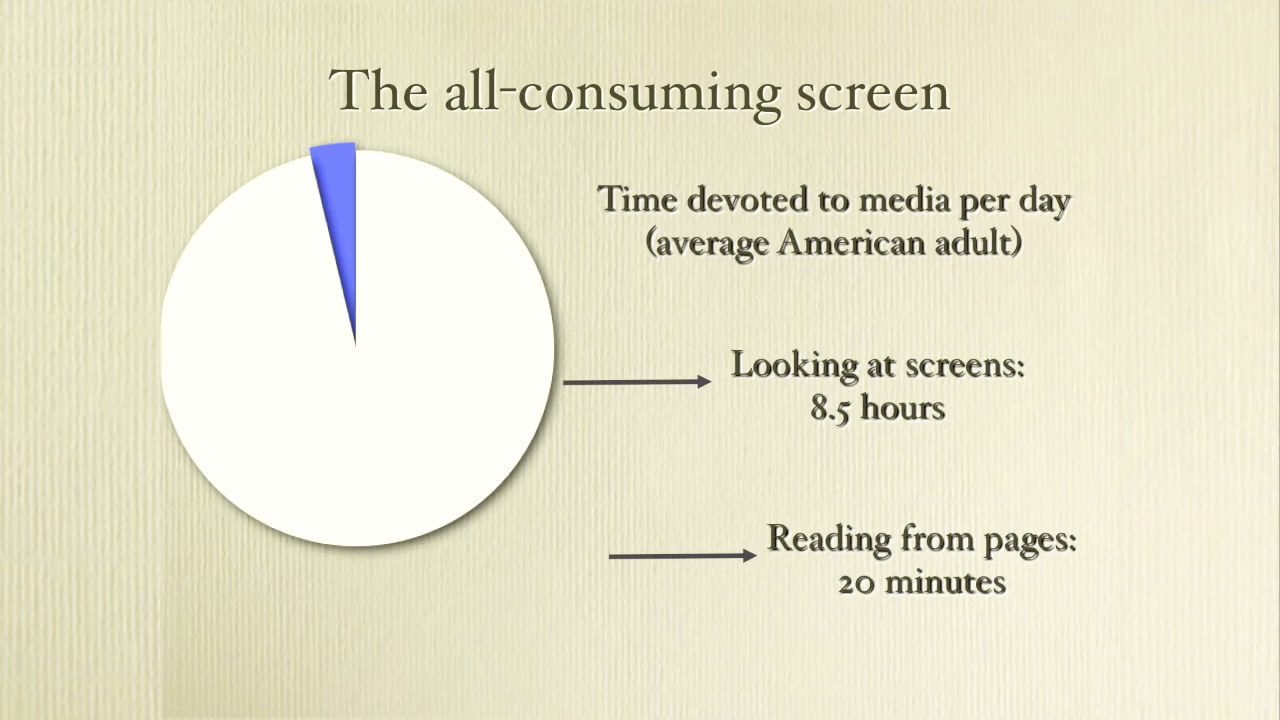 The all-consuming screen
Time devoted to media per day
(average American adult)
Looking at screens:
8.5 hours
Reading from pages:
20 minutes